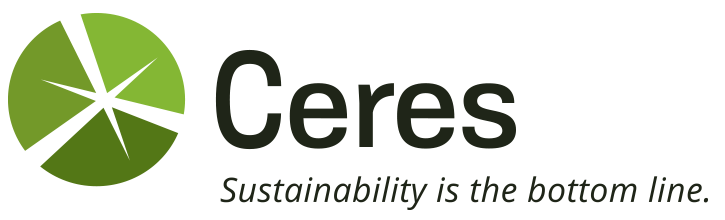 Ceres
Sustainability is the bottom line.